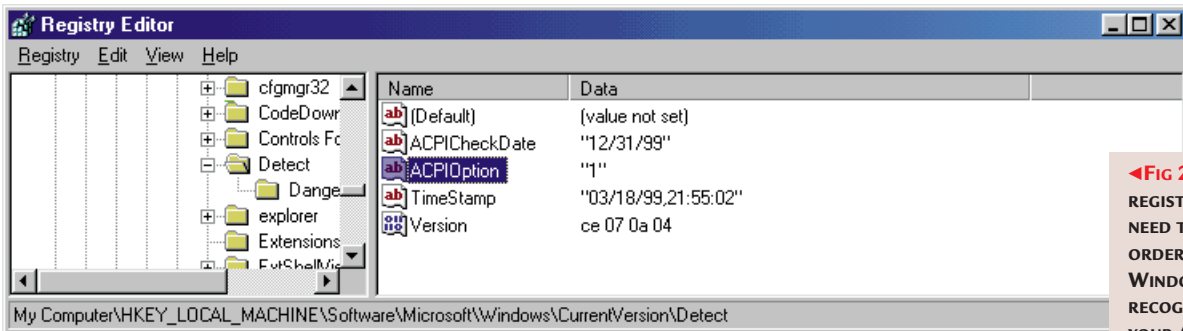 Registry Editor
Registry Edit View Help
cfgmgr32
CodeDowr
Controls Fc
Detect
Dange
explorer
Extensions
ExtShellVie
Name Data
(Default) (value not set)
ACPICheckDate "12/31/99"
ACPIOption "1"
TimeStamp "03/18/99,21:55:02"
Version ce 07 0a 04
My Computer\HKEY_LOCAL_MACHINE\Software\Microsoft\Windows\CurrentVersion\Detect
◄FIG 2
REGIST
NEED T
ORDER
WINDO
RECOG